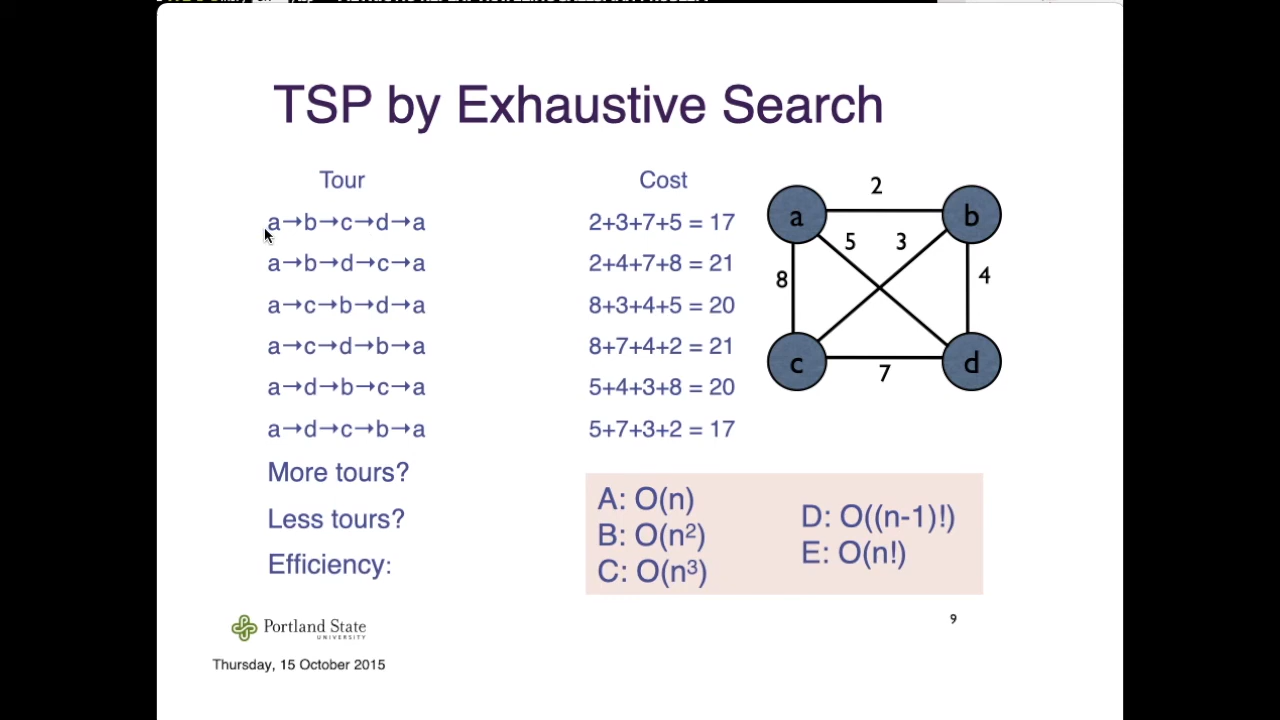 TSP by Exhaustive Search
Tour Cost
a→b→c→d→a 2+3+7+5 = 17
a→b→d→c→a 2+4+7+8 = 21
a→c→b→d→a 8+3+4+5 = 20
a→c→d→b→a 8+7+4+2 = 21
a→d→b→c→a 5+4+3+8 = 20
a→d→c→b→a 5+7+3+2 = 17
2
a b
5 3
8 4
c d
7
More tours?
Less tours?
Efficiency:
A: O(n)
B: O(n²)
C: O(n³)
D: O((n-1)!)
E: O(n!)
Portland State
UNIVERSITY
9
Thursday, 15 October 2015